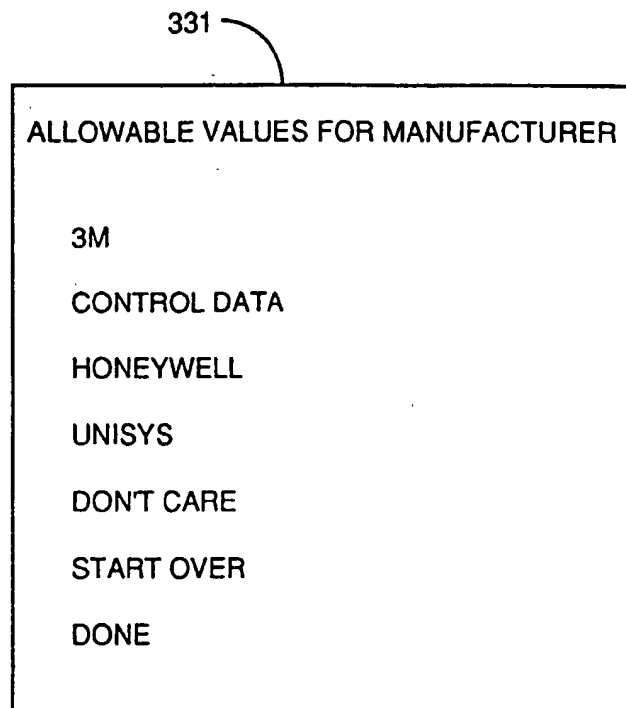 331
ALLOWABLE VALUES FOR MANUFACTURER
3M
CONTROL DATA
HONEYWELL
UNISYS
DON'T CARE
START OVER
DONE